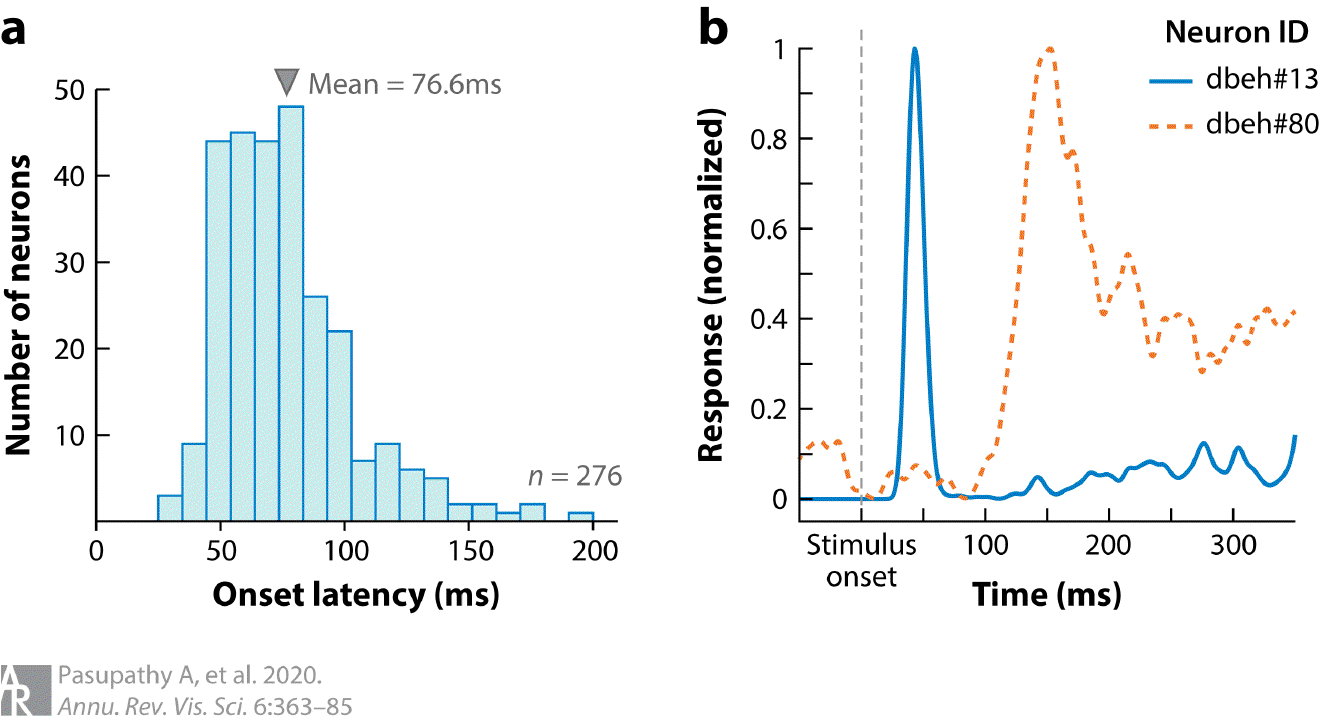 a
Mean = 76.6ms
50
40
30
20
10
Number of neurons
n = 276
0
50
100
150
200
Onset latency (ms)
b
Neuron ID
dbeh#13
dbeh#80
1
0.8
0.6
0.4
0.2
0
Response (normalized)
Stimulus
onset
100
200
300
Time (ms)
AR
Pasupathy A, et al. 2020.
Annu. Rev. Vis. Sci. 6:363–85